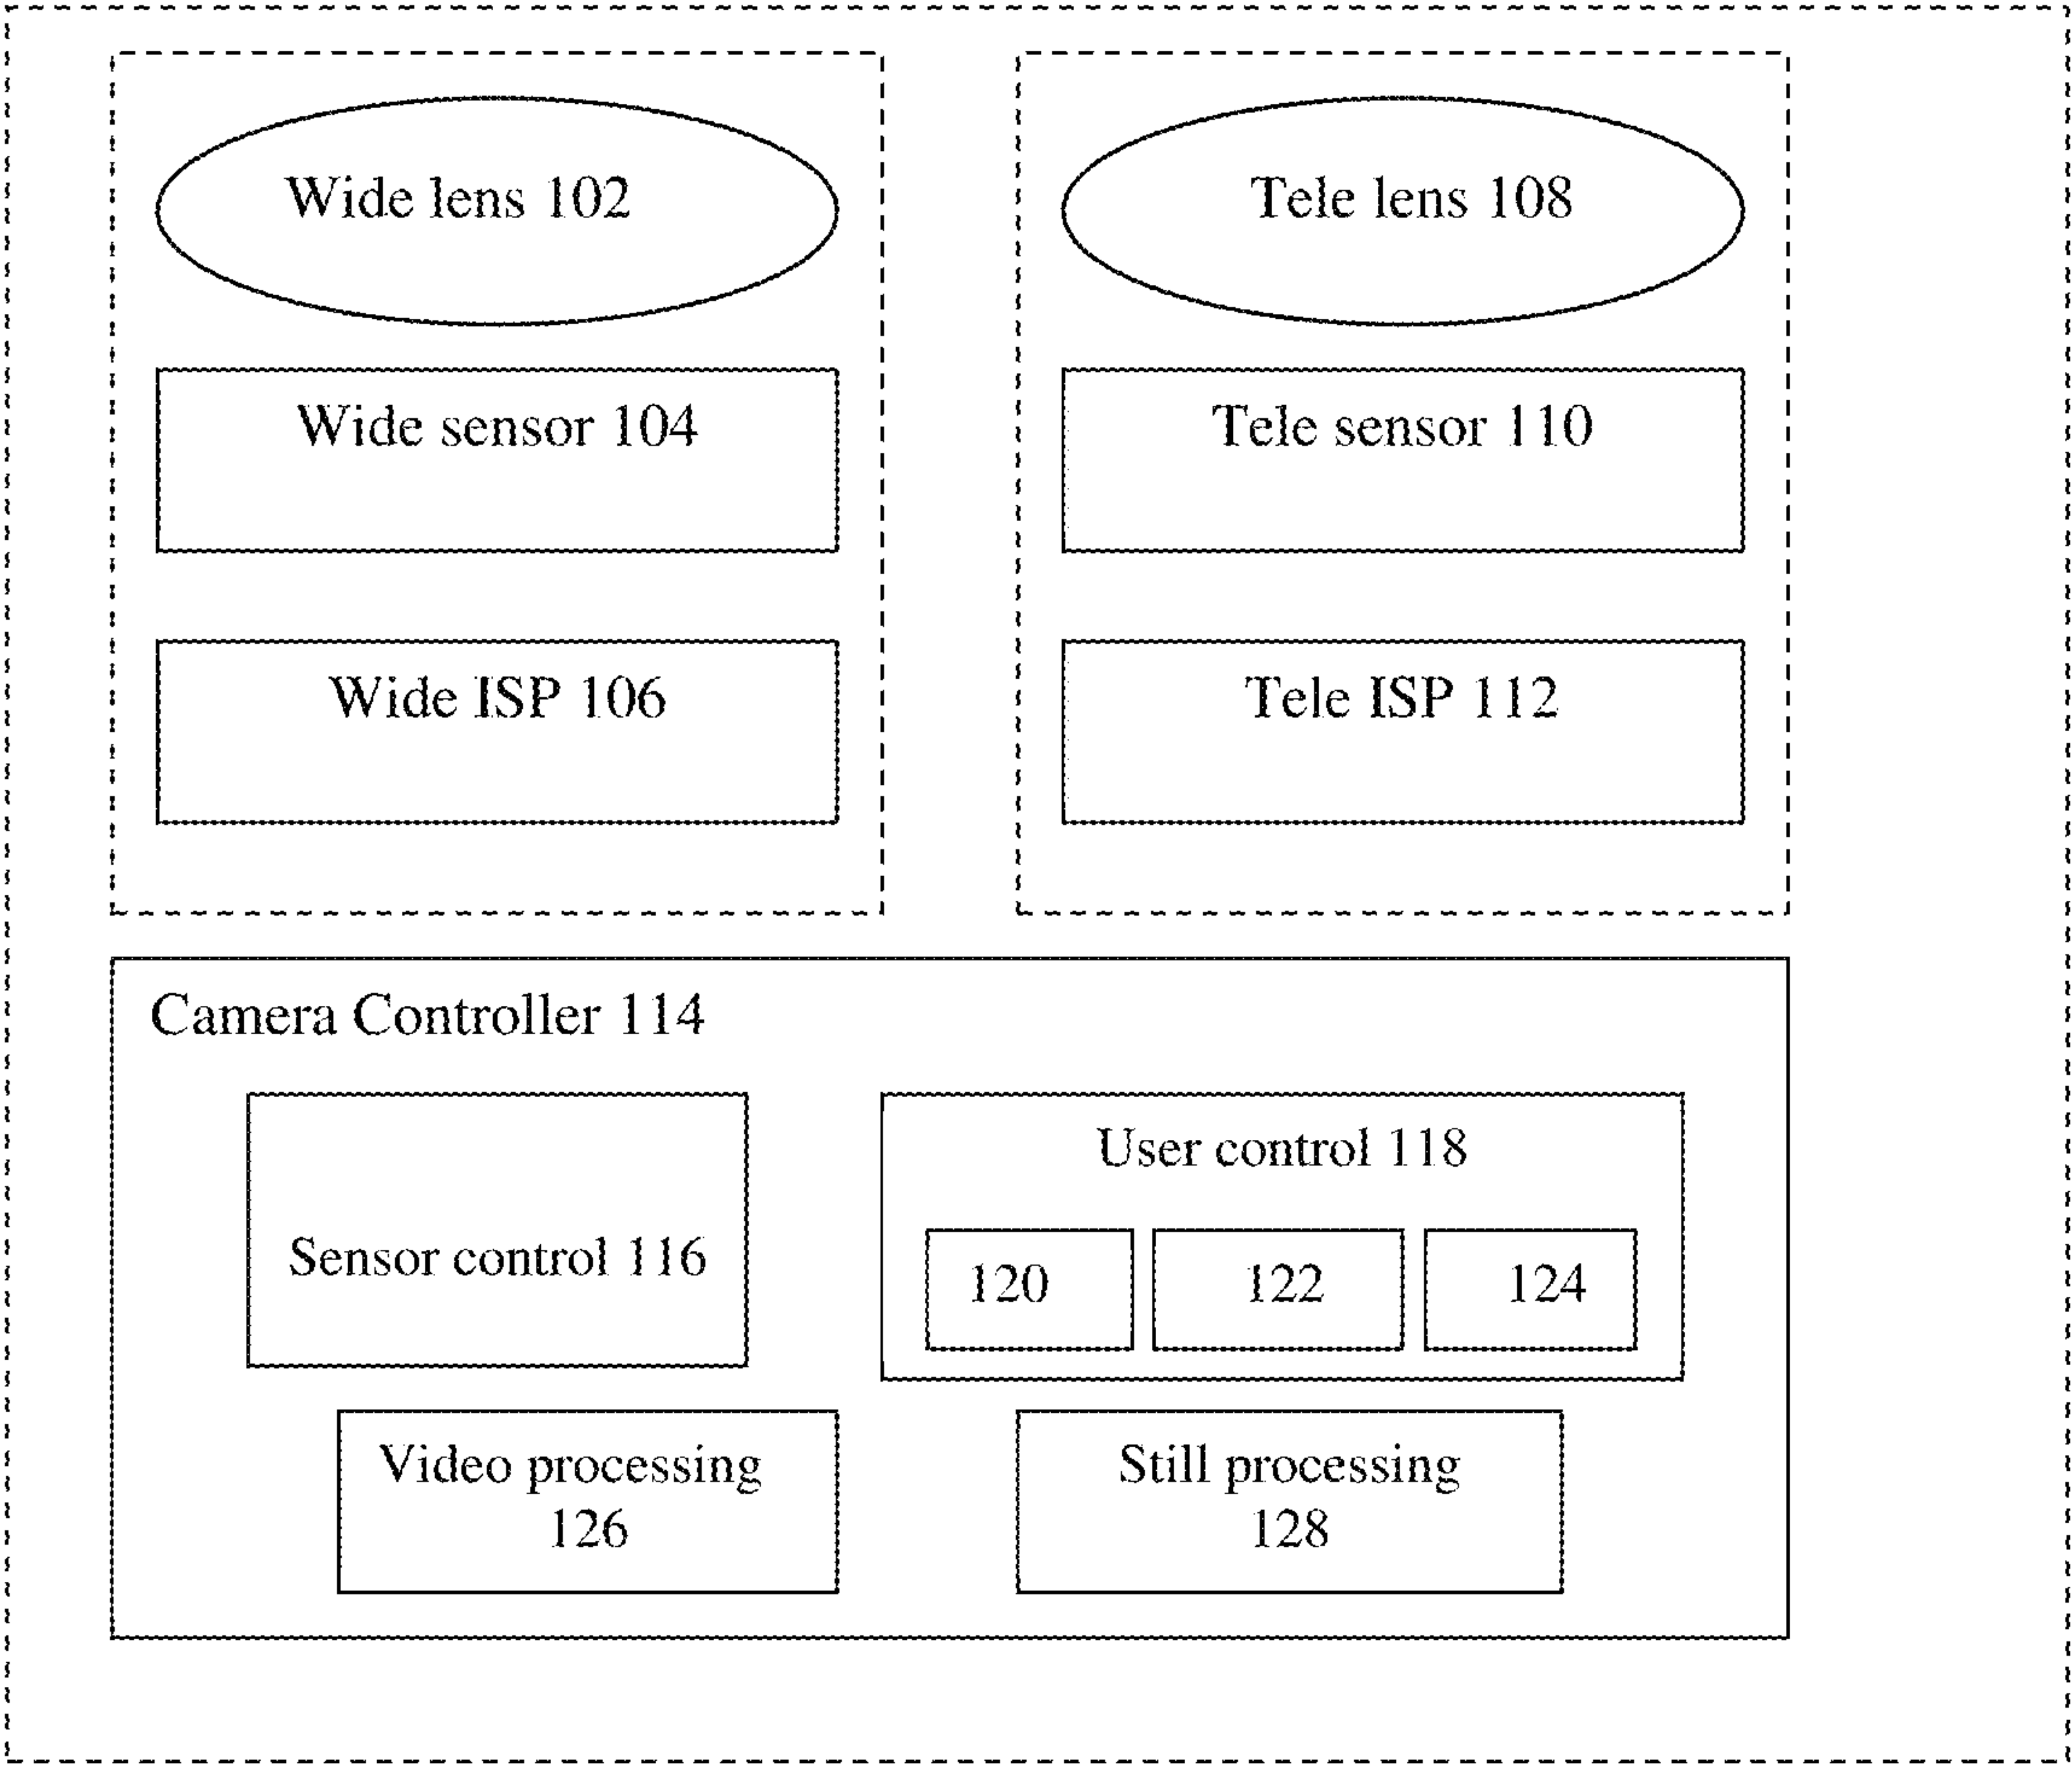 Wide lens 102
Tele lens 108
Wide sensor 104
Tele sensor 110
Wide ISP 106
Tele ISP 112
Camera Controller 114
Sensor control 116
User control 118
120
122
124
Video processing
126
Still processing
128